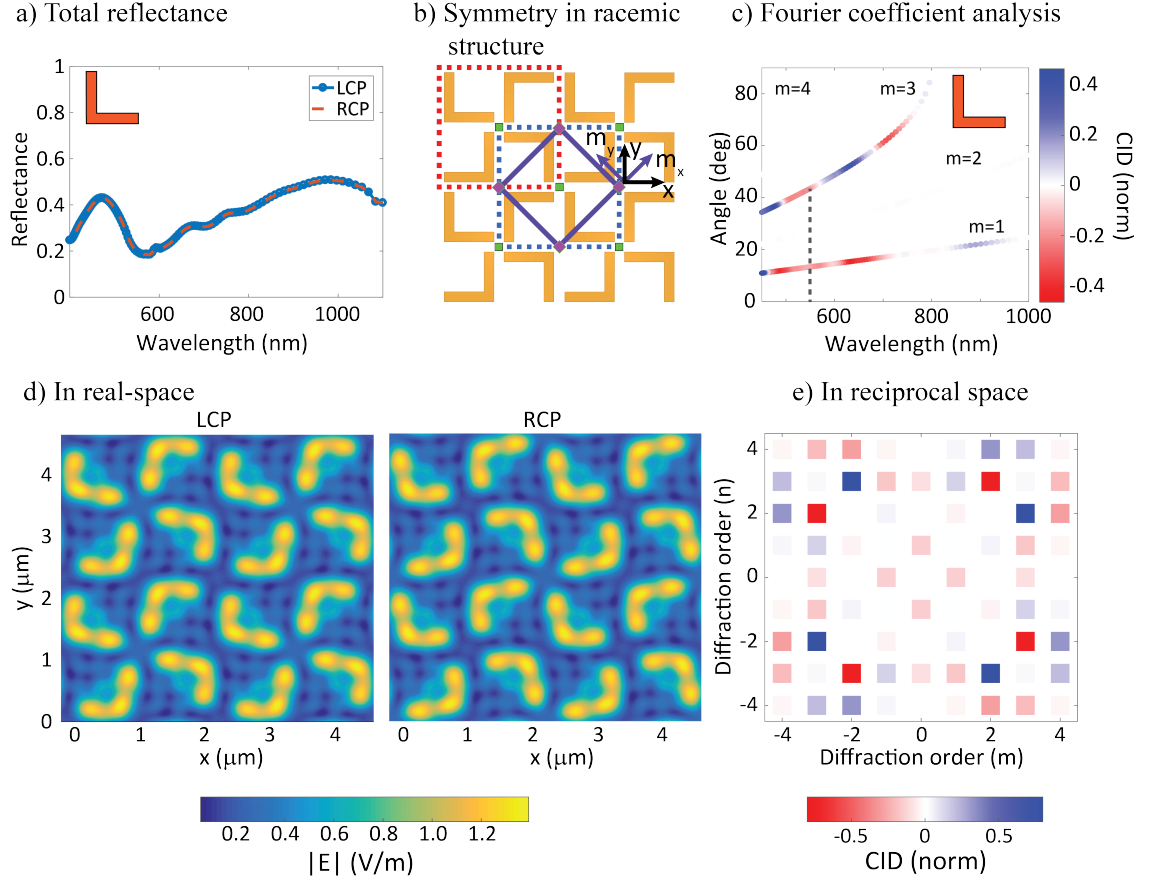 a) Total reflectance
b) Symmetry in racemic
structure
c) Fourier coefficient analysis
1
0.8
0.6
0.4
0.2
0
Reflectance
LCP
RCP
600
800
1000
Wavelength (nm)
m
y
y
m
x
x
80
60
40
20
0
Angle (deg)
m=4
m=3
m=2
m=1
600
800
1000
Wavelength (nm)
0.4
0.2
0
-0.2
-0.4
CID (norm)
d) In real-space
e) In reciprocal space
LCP
RCP
4
3
2
1
0
y (μm)
0
1
2
3
4
x (μm)
0
1
2
3
4
x (μm)
4
2
0
-2
-4
Diffraction order (n)
-4
-2
0
2
4
Diffraction order (m)
0.2
0.4
0.6
0.8
1.0
1.2
|E| (V/m)
-0.5
0
0.5
CID (norm)